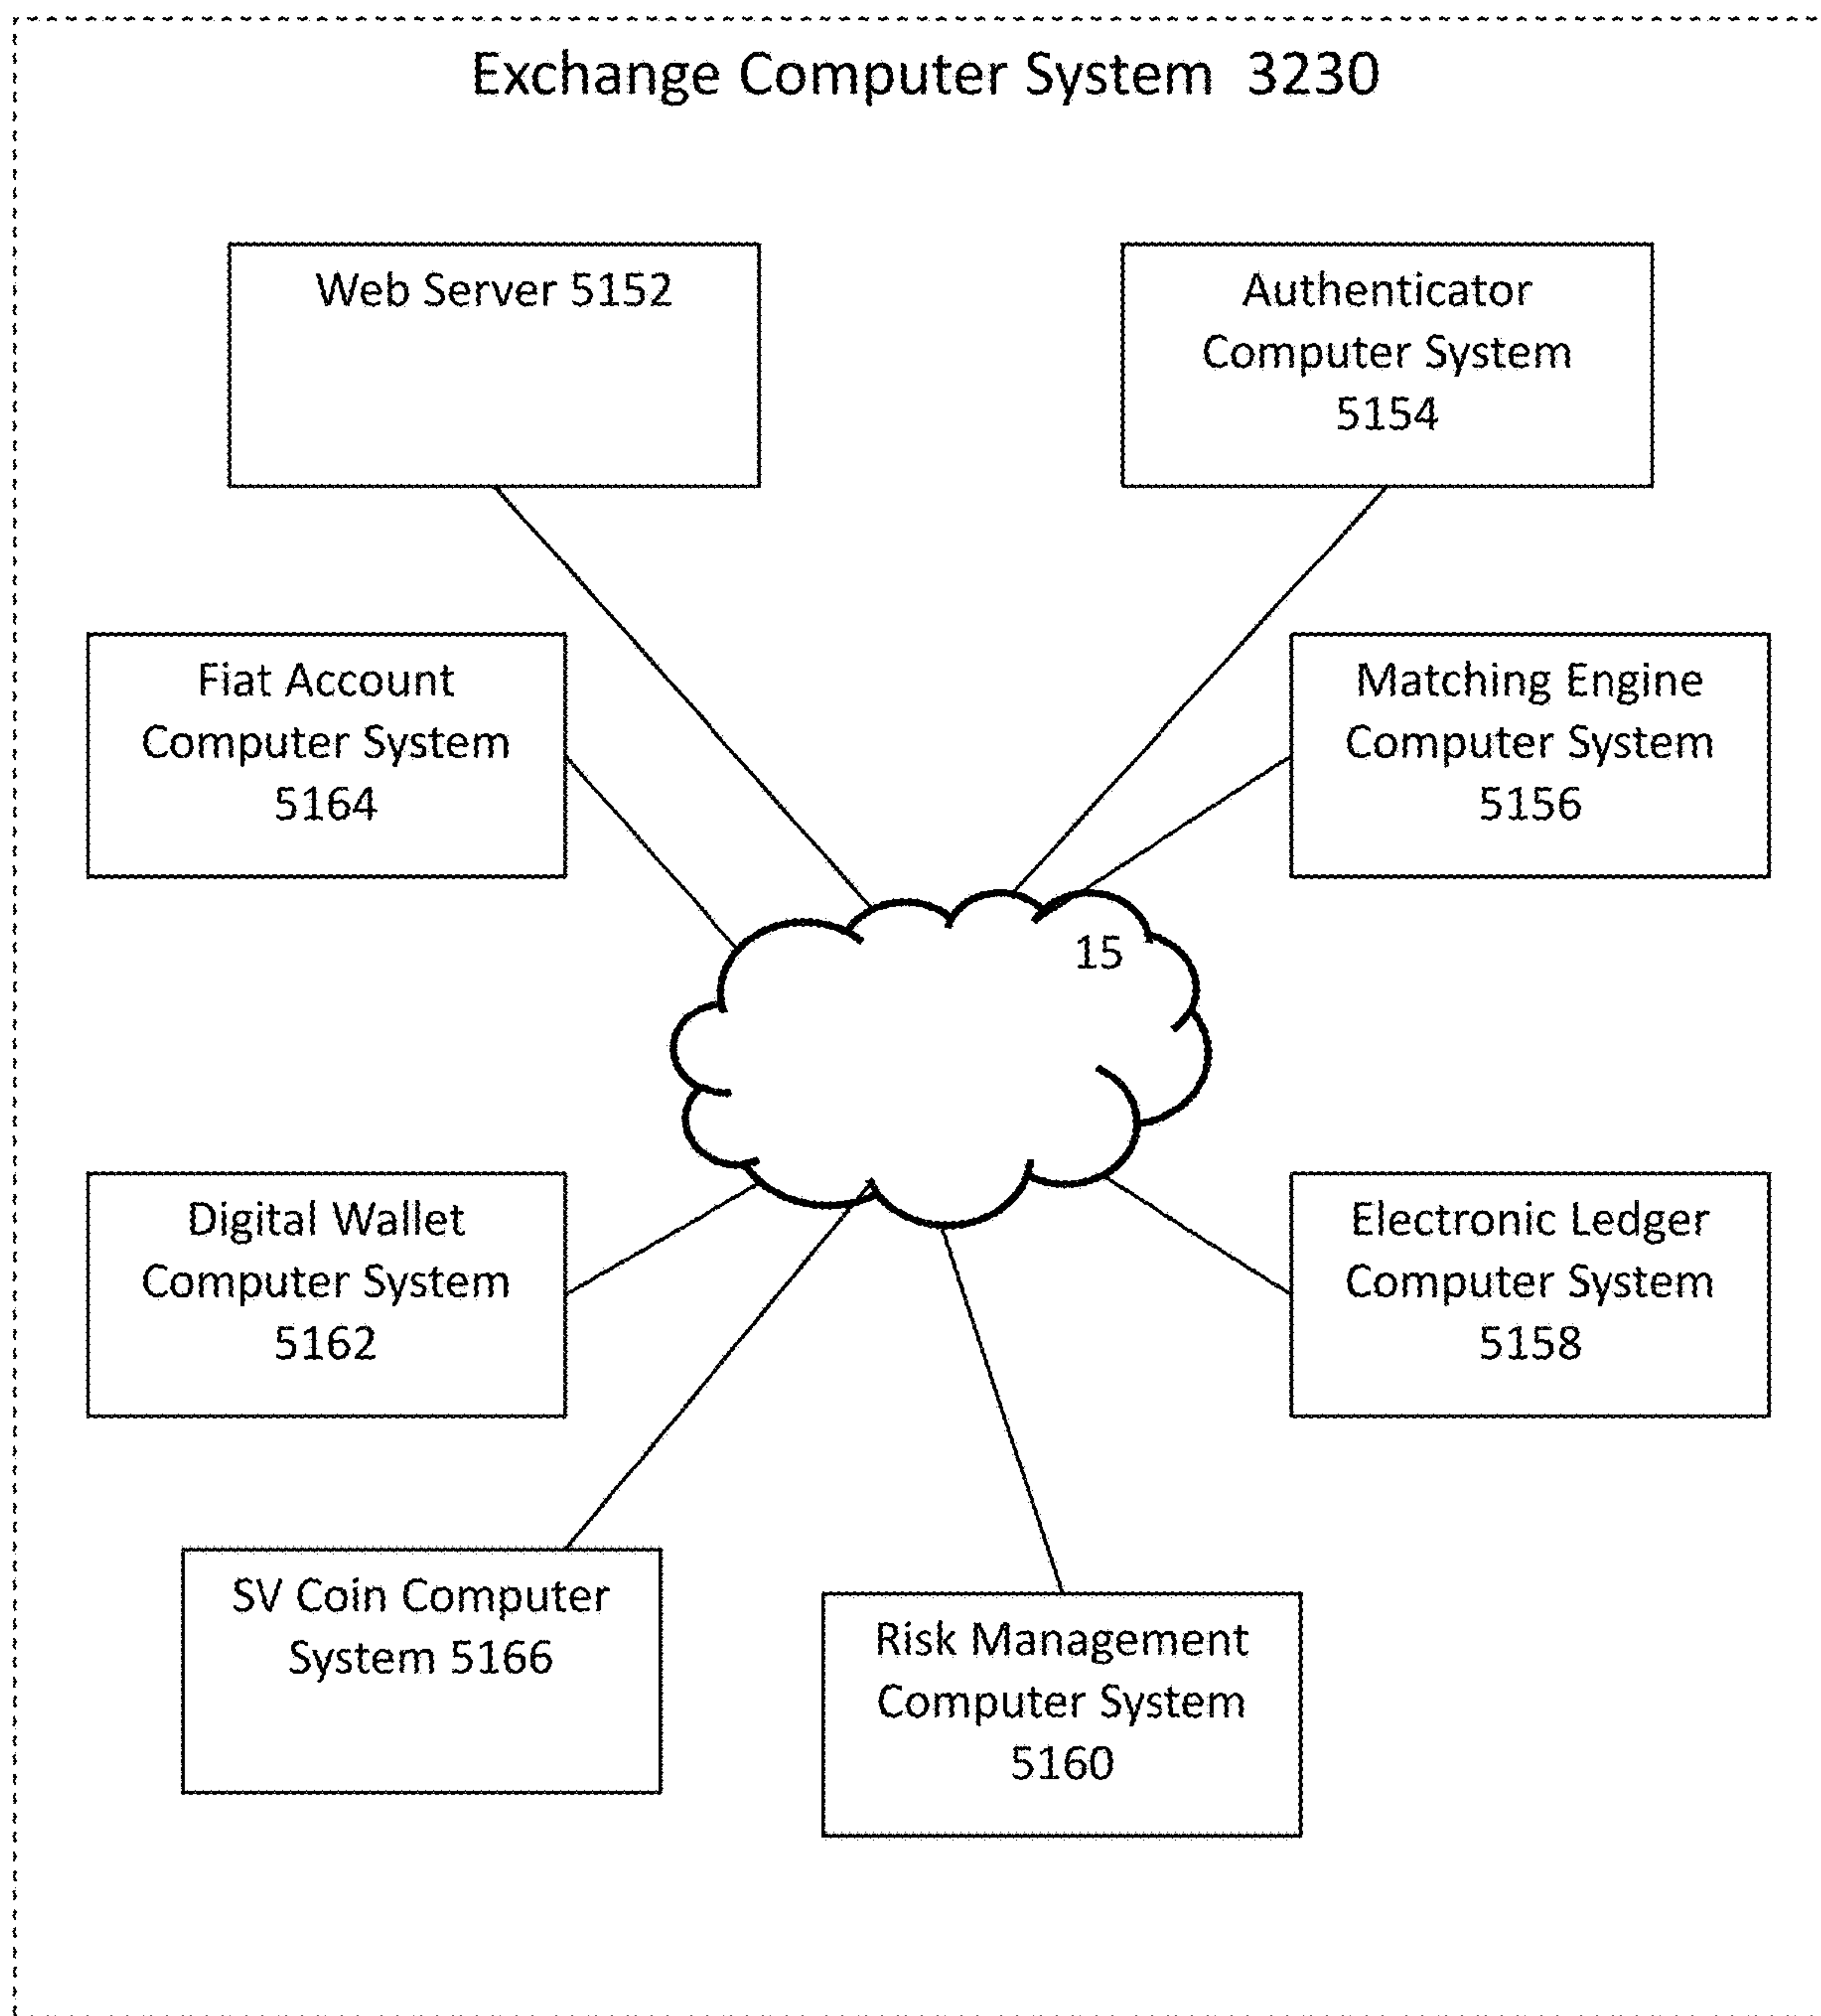 Exchange Computer System 3230
Web Server 5152
Authenticator
Computer System
5154
Fiat Account
Computer System
5164
Matching Engine
Computer System
5156
15
Digital Wallet
Computer System
5162
Electronic Ledger
Computer System
5158
SV Coin Computer
System 5166
Risk Management
Computer System
5160